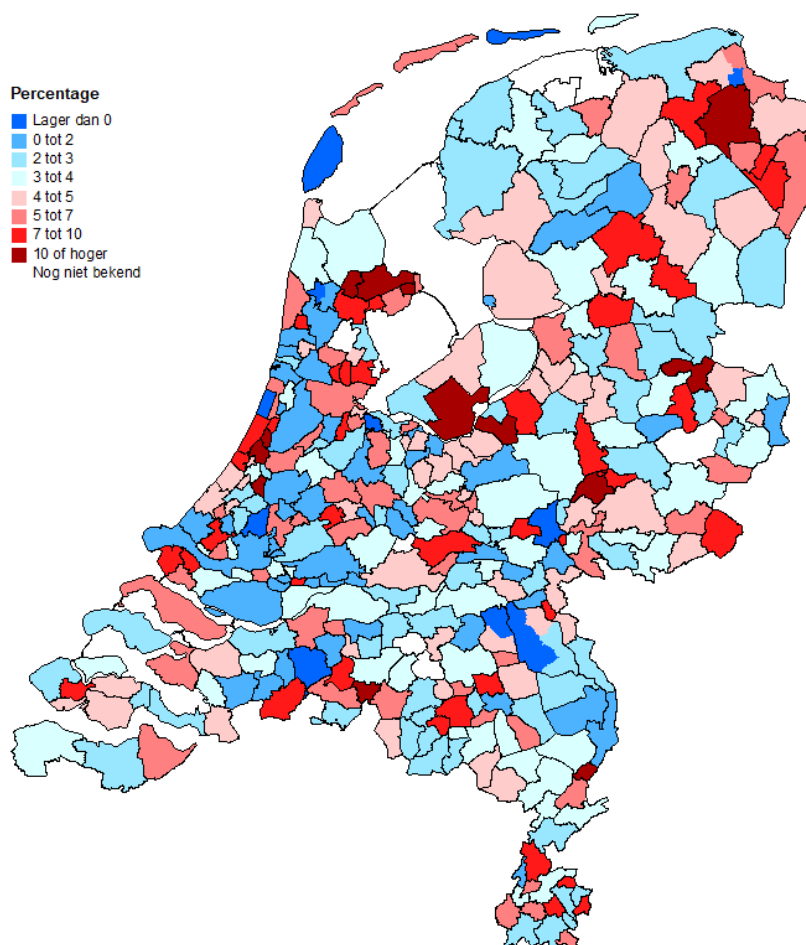 Percentage
Lager dan 0
0 tot 2
2 tot 3
3 tot 4
4 tot 5
5 tot 7
7 tot 10
10 of hoger
Nog niet bekend